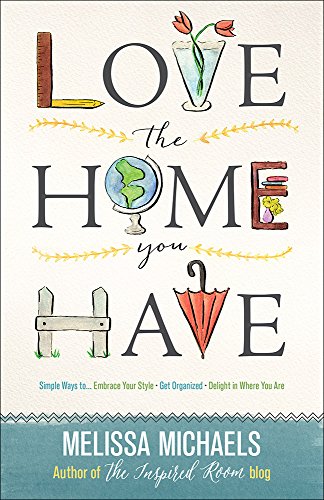 LOVE
the
HOME
you
HAVE
Simple Ways to... Embrace Your Style • Get Organized • Delight in Where You Are
MELISSA MICHAELS
Author of The Inspired Room blog